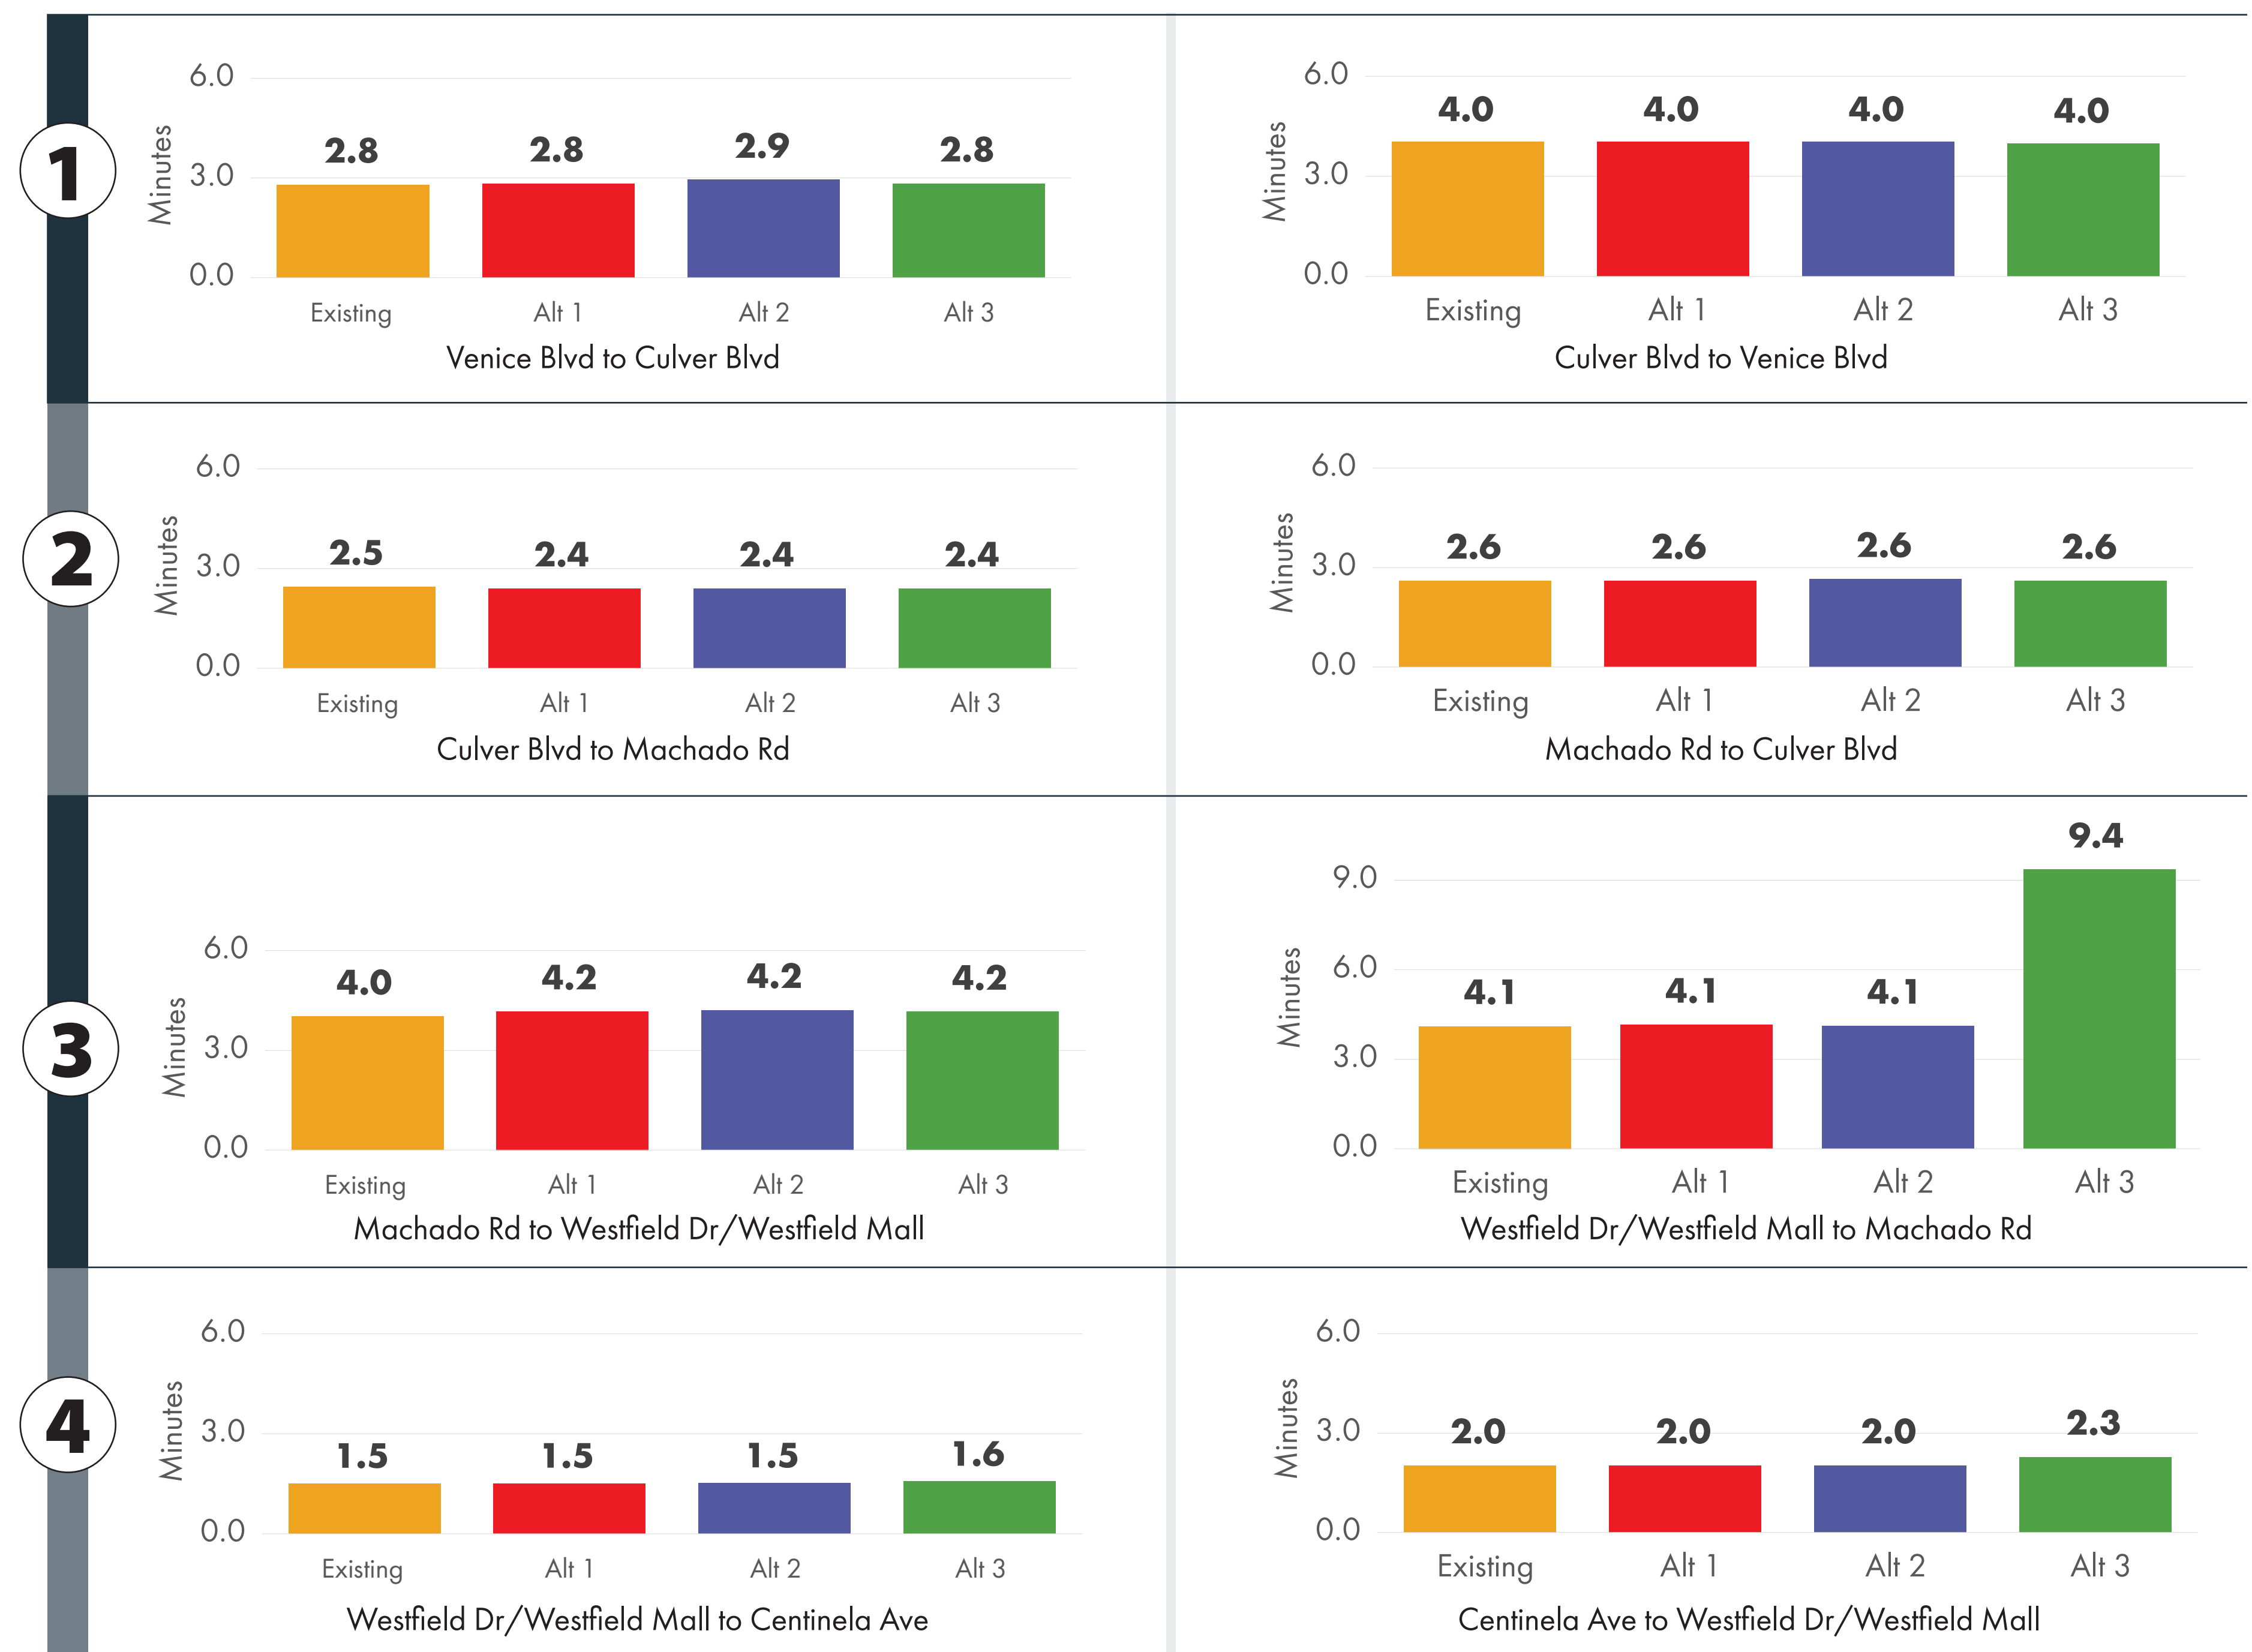 1
Minutes
6.0
3.0
0.0
2.8 2.8 2.9 2.8
Existing Alt 1 Alt 2 Alt 3
Venice Blvd to Culver Blvd
Minutes
6.0
3.0
0.0
4.0 4.0 4.0 4.0
Existing Alt 1 Alt 2 Alt 3
Culver Blvd to Venice Blvd
2
Minutes
6.0
3.0
0.0
2.5 2.4 2.4 2.4
Existing Alt 1 Alt 2 Alt 3
Culver Blvd to Machado Rd
Minutes
6.0
3.0
0.0
2.6 2.6 2.6 2.6
Existing Alt 1 Alt 2 Alt 3
Machado Rd to Culver Blvd
3
Minutes
6.0
3.0
0.0
4.0 4.2 4.2 4.2
Existing Alt 1 Alt 2 Alt 3
Machado Rd to Westfield Dr/Westfield Mall
Minutes
9.0
6.0
3.0
0.0
4.1 4.1 4.1 9.4
Existing Alt 1 Alt 2 Alt 3
Westfield Dr/Westfield Mall to Machado Rd
4
Minutes
6.0
3.0
0.0
1.5 1.5 1.5 1.6
Existing Alt 1 Alt 2 Alt 3
Westfield Dr/Westfield Mall to Centinela Ave
Minutes
6.0
3.0
0.0
2.0 2.0 2.0 2.3
Existing Alt 1 Alt 2 Alt 3
Centinela Ave to Westfield Dr/Westfield Mall